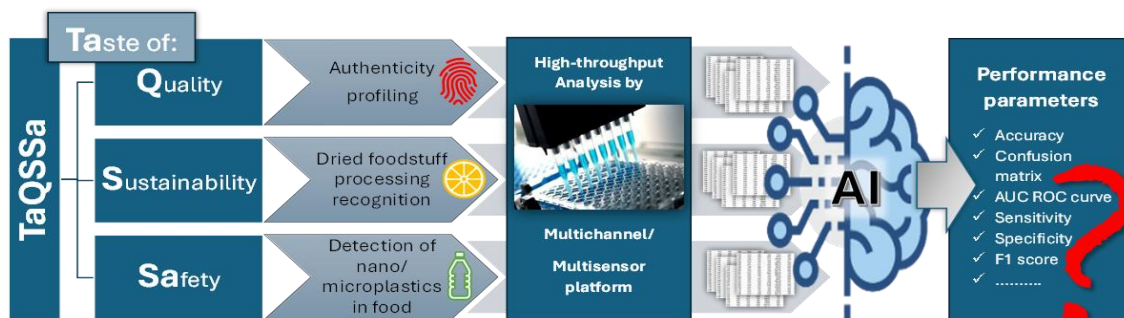 Taste of:
TaQSSa
Quality
Sustainability
Safety
Authenticity
profiling
Dried foodstuff
processing
recognition
Detection of
nano/
microplastics
in food
High-throughput
Analysis by
Multichannel/
Multisensor
platform
AI
Performance
parameters
✓ Accuracy
✓ Confusion
matrix
✓ AUC ROC curve
✓ Sensitivity
✓ Specificity
✓ F1 score
✓ ..........
?